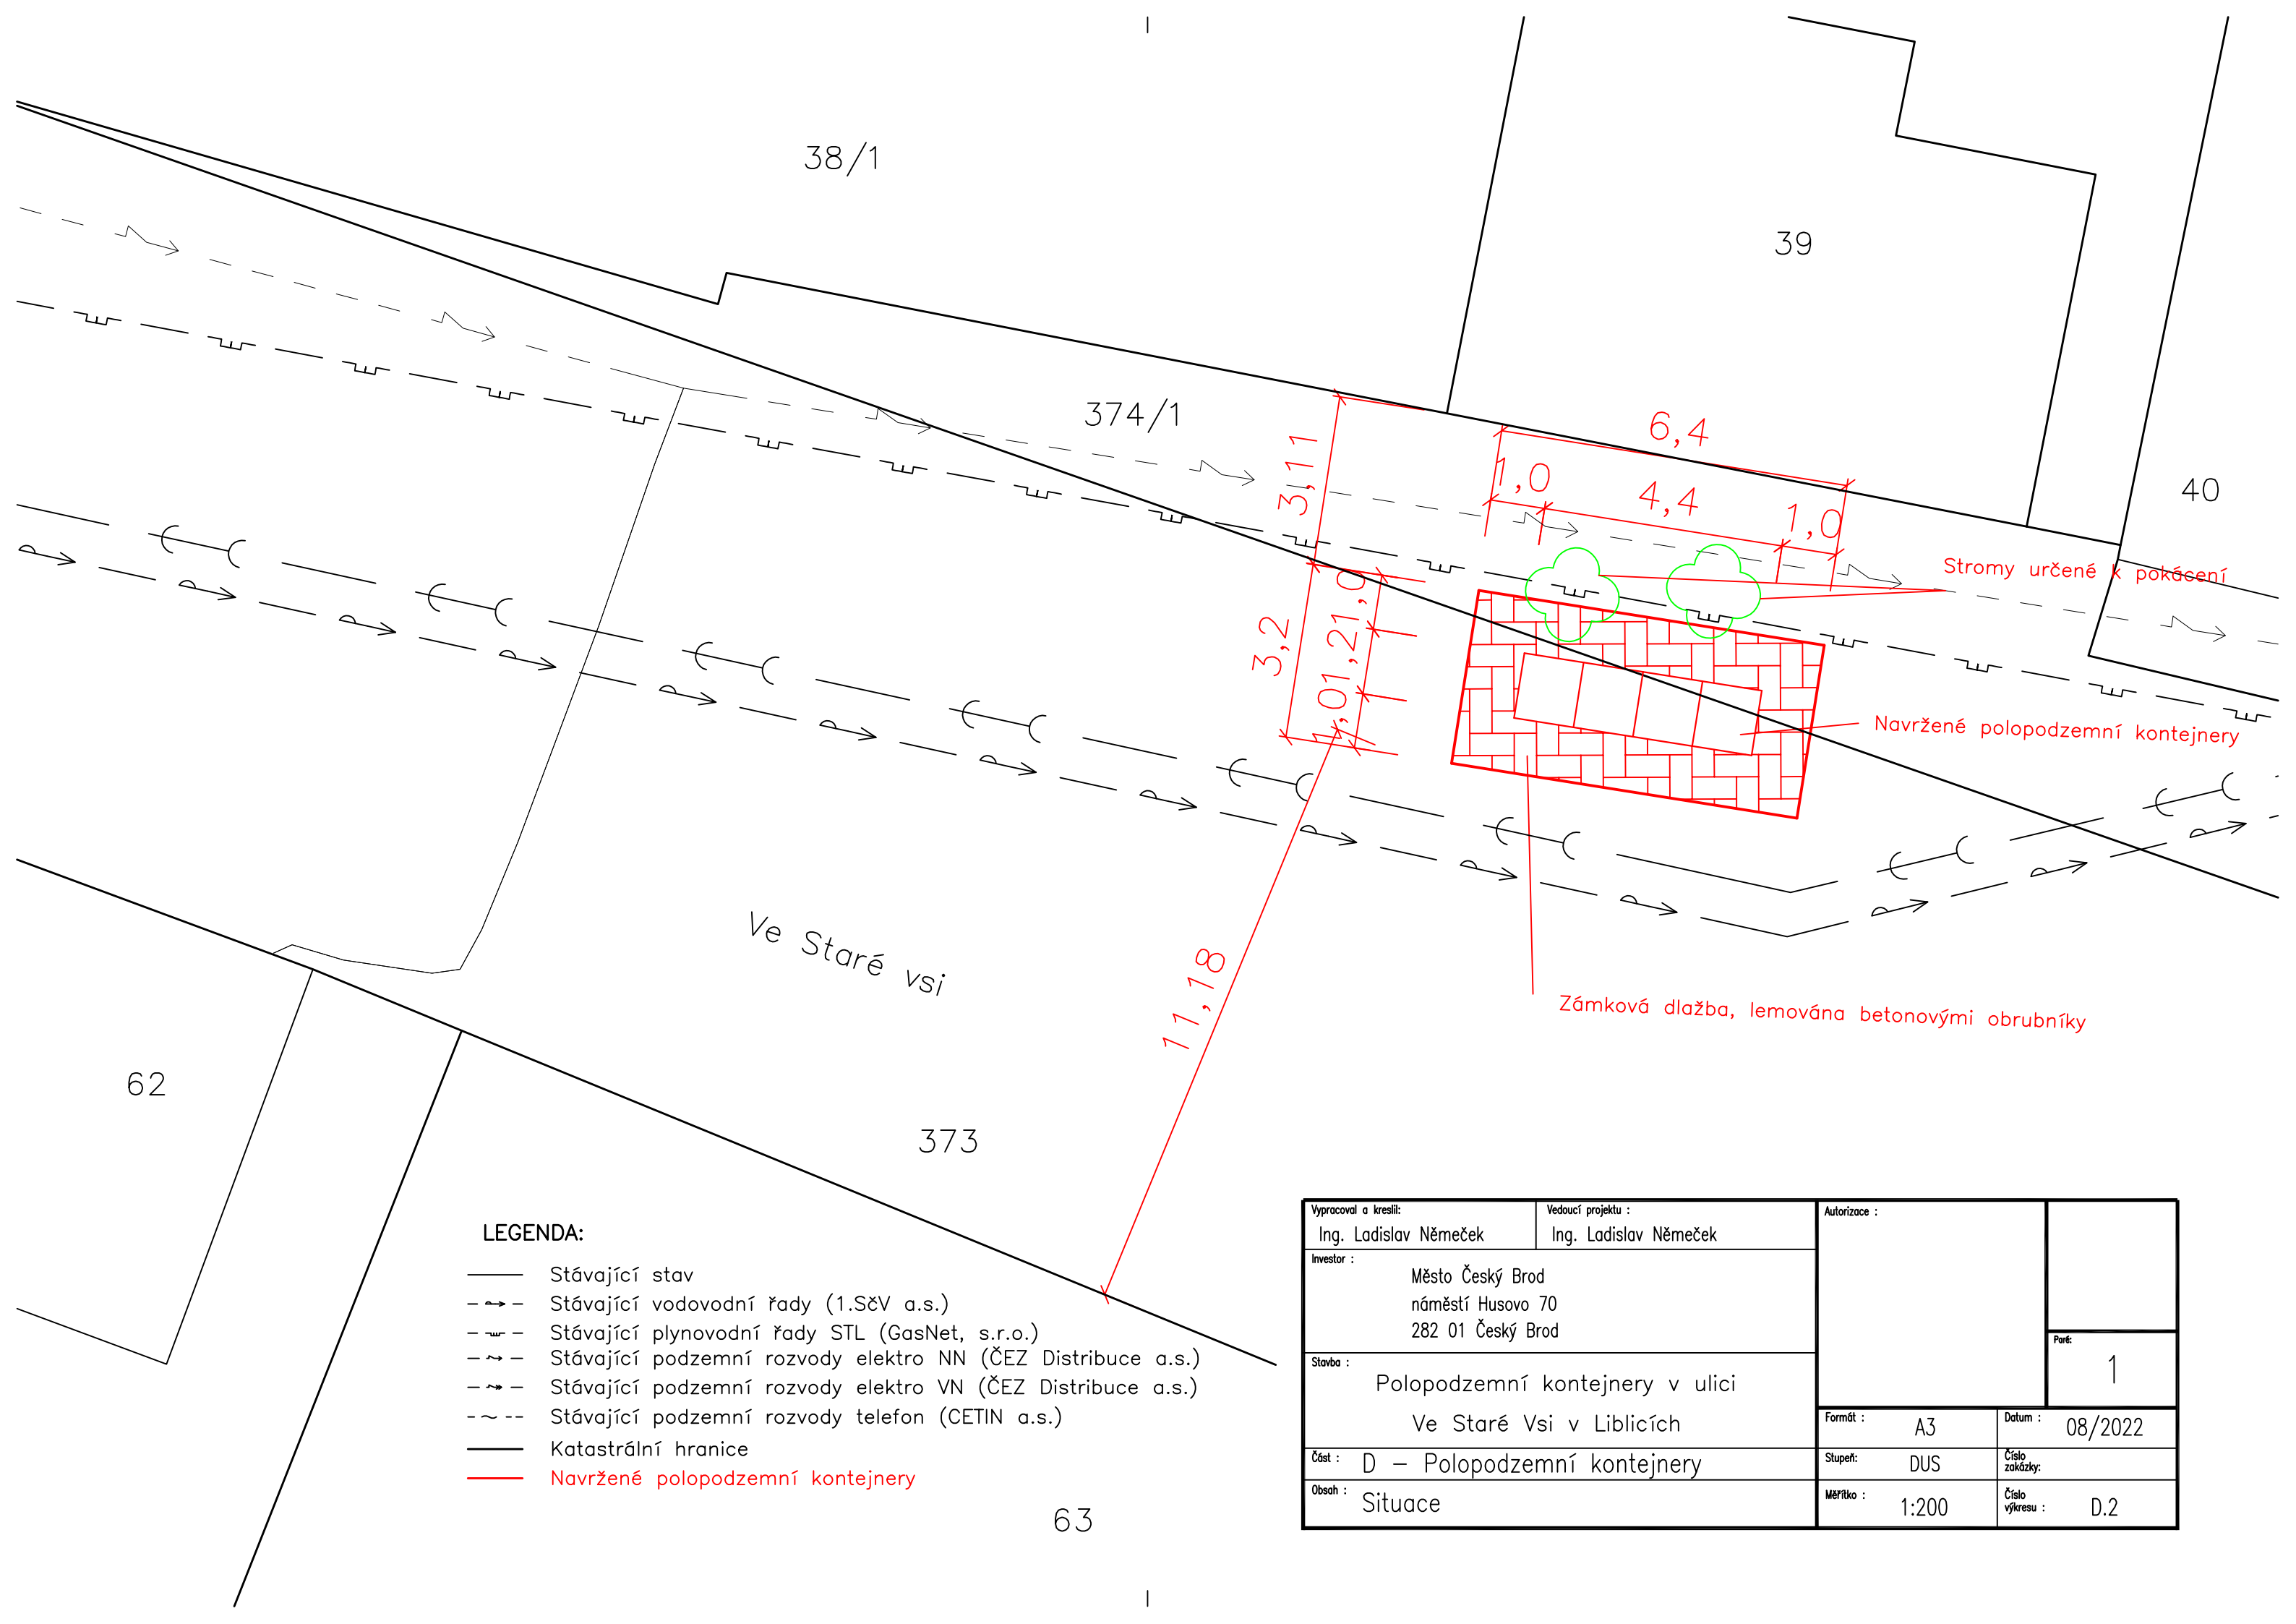 38/1
39
374/1
40
6,4
1,0
4,4
1,0
3,11
3,2
1,0
1,2
1,0
11,18
Stromy určené k pokácení
Navržené polopodzemní kontejnery
Zámková dlažba, lemována betonovými obrubníky
Ve Staré vsi
62
373
63
LEGENDA:
Stávající stav
Stávající vodovodní řady (1.SčV a.s.)
Stávající plynovodní řady STL (GasNet, s.r.o.)
Stávající podzemní rozvody elektro NN (ČEZ Distribuce a.s.)
Stávající podzemní rozvody elektro VN (ČEZ Distribuce a.s.)
Stávající podzemní rozvody telefon (CETIN a.s.)
Katastrální hranice
Navržené polopodzemní kontejnery
Vypracoval a kreslil:
Ing. Ladislav Němeček
Vedoucí projektu :
Ing. Ladislav Němeček
Autorizace :
Investor :
Město Český Brod
náměstí Husovo 70
282 01 Český Brod
Stavba :
Polopodzemní kontejnery v ulici
Ve Staré Vsi v Liblicích
Část :
D – Polopodzemní kontejnery
Obsah :
Situace
Paré:
1
Formát :
A3
Datum :
08/2022
Stupeň:
DUS
Číslo
zakázky:
Měřítko :
1:200
Číslo
výkresu :
D.2